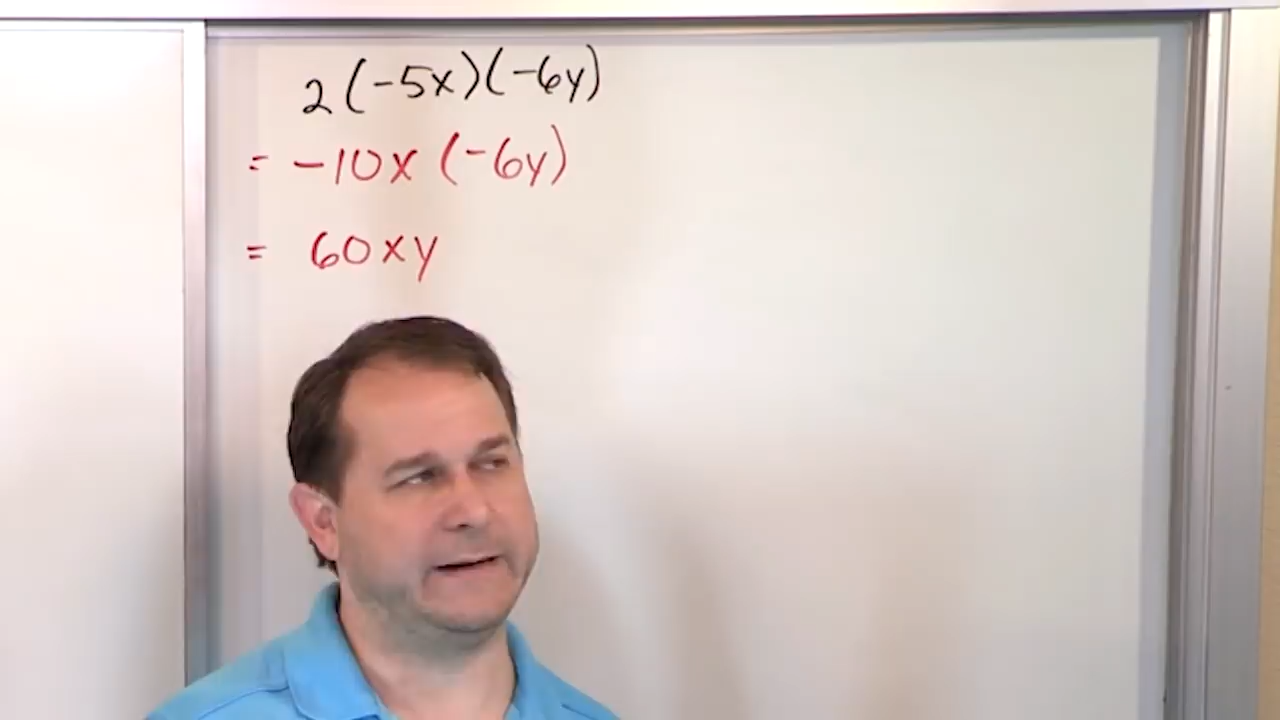 2(-5x)(-6y)
= -10x(-6y)
= 60xy